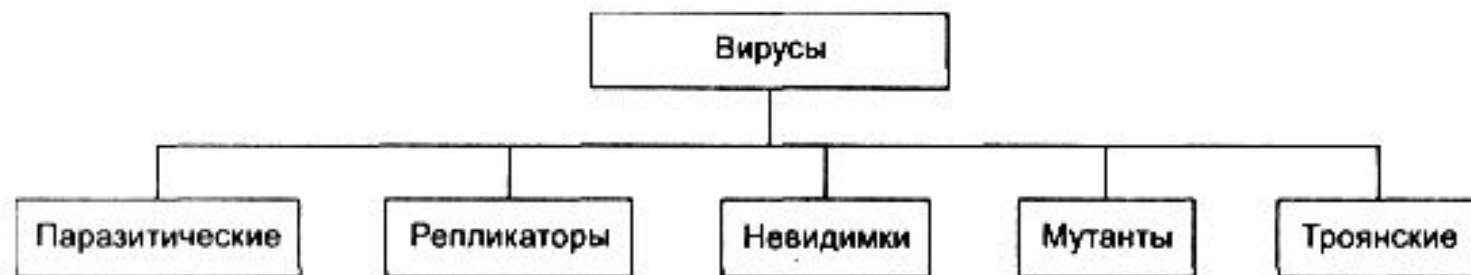 Вирусы
Паразитические
Репликаторы
Невидимки
Мутанты
Троянские